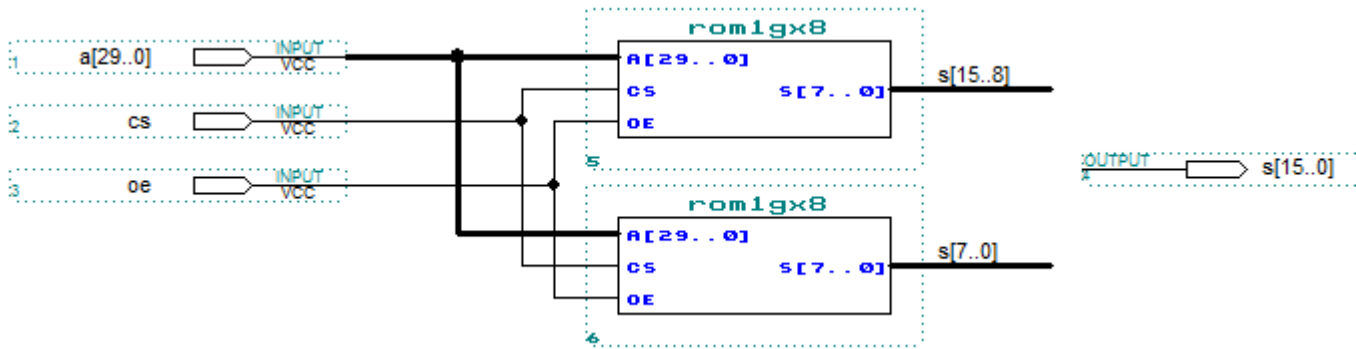 rom1gx8
1 a[29..0] INPUT VCC
A[29..0]
CS S[7..0] s[15..8]
OE
2 cs INPUT VCC
5
3 oe INPUT VCC
OUTPUT 4 s[15..0]
rom1gx8
A[29..0]
CS S[7..0] s[7..0]
OE
6